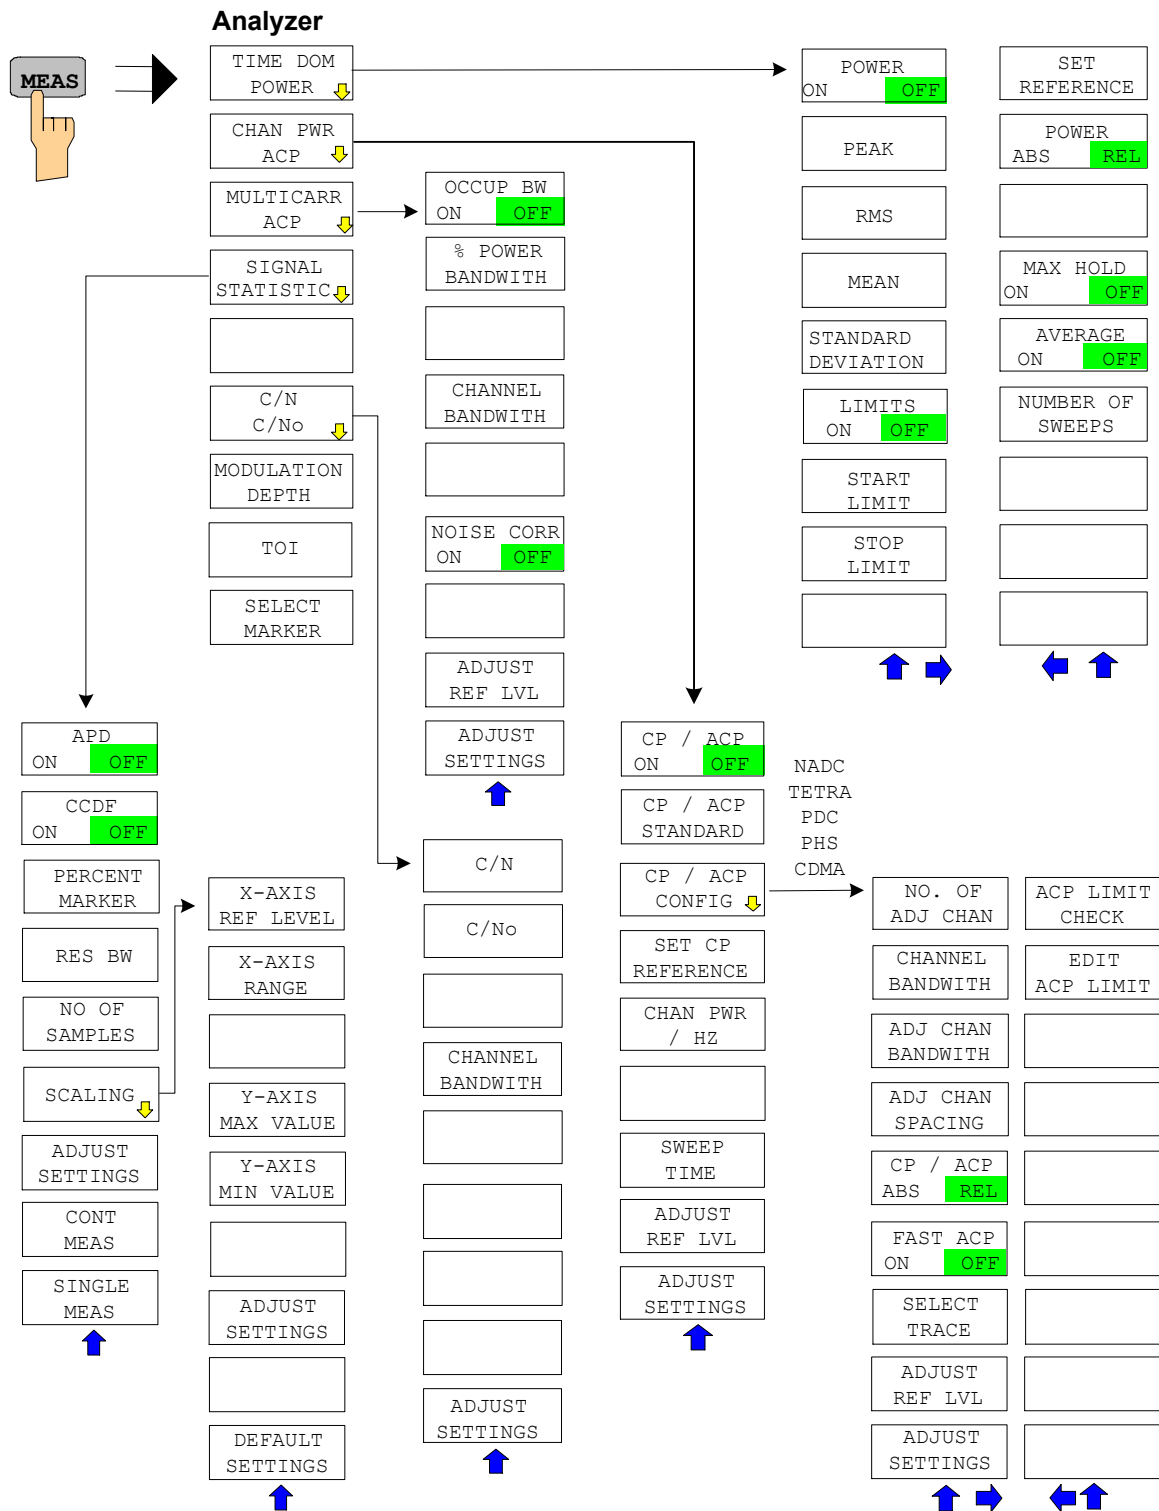 Analyzer
MEAS
TIME DOM
POWER
CHAN PWR
ACP
MULTICARR
ACP
SIGNAL
STATISTIC
C/N
C/No
MODULATION
DEPTH
TOI
SELECT
MARKER
OCCUP BW
ON OFF
% POWER
BANDWITH
CHANNEL
BANDWITH
NOISE CORR
ON OFF
ADJUST
REF LVL
ADJUST
SETTINGS
POWER
ON OFF
PEAK
RMS
MEAN
STANDARD
DEVIATION
LIMITS
ON OFF
START
LIMIT
STOP
LIMIT
SET
REFERENCE
POWER
ABS REL
MAX HOLD
ON OFF
AVERAGE
ON OFF
NUMBER OF
SWEEPS
APD
ON OFF
CCDF
ON OFF
PERCENT
MARKER
RES BW
NO OF
SAMPLES
SCALING
ADJUST
SETTINGS
CONT
MEAS
SINGLE
MEAS
X-AXIS
REF LEVEL
X-AXIS
RANGE
Y-AXIS
MAX VALUE
Y-AXIS
MIN VALUE
ADJUST
SETTINGS
DEFAULT
SETTINGS
C/N
C/No
CHANNEL
BANDWITH
ADJUST
SETTINGS
CP / ACP
ON OFF
CP / ACP
STANDARD
CP / ACP
CONFIG
SET CP
REFERENCE
CHAN PWR
/ HZ
SWEEP
TIME
ADJUST
REF LVL
ADJUST
SETTINGS
NADC
TETRA
PDC
PHS
CDMA
NO. OF
ADJ CHAN
CHANNEL
BANDWITH
ADJ CHAN
BANDWITH
ADJ CHAN
SPACING
CP / ACP
ABS REL
FAST ACP
ON OFF
SELECT
TRACE
ADJUST
REF LVL
ADJUST
SETTINGS
ACP LIMIT
CHECK
EDIT
ACP LIMIT